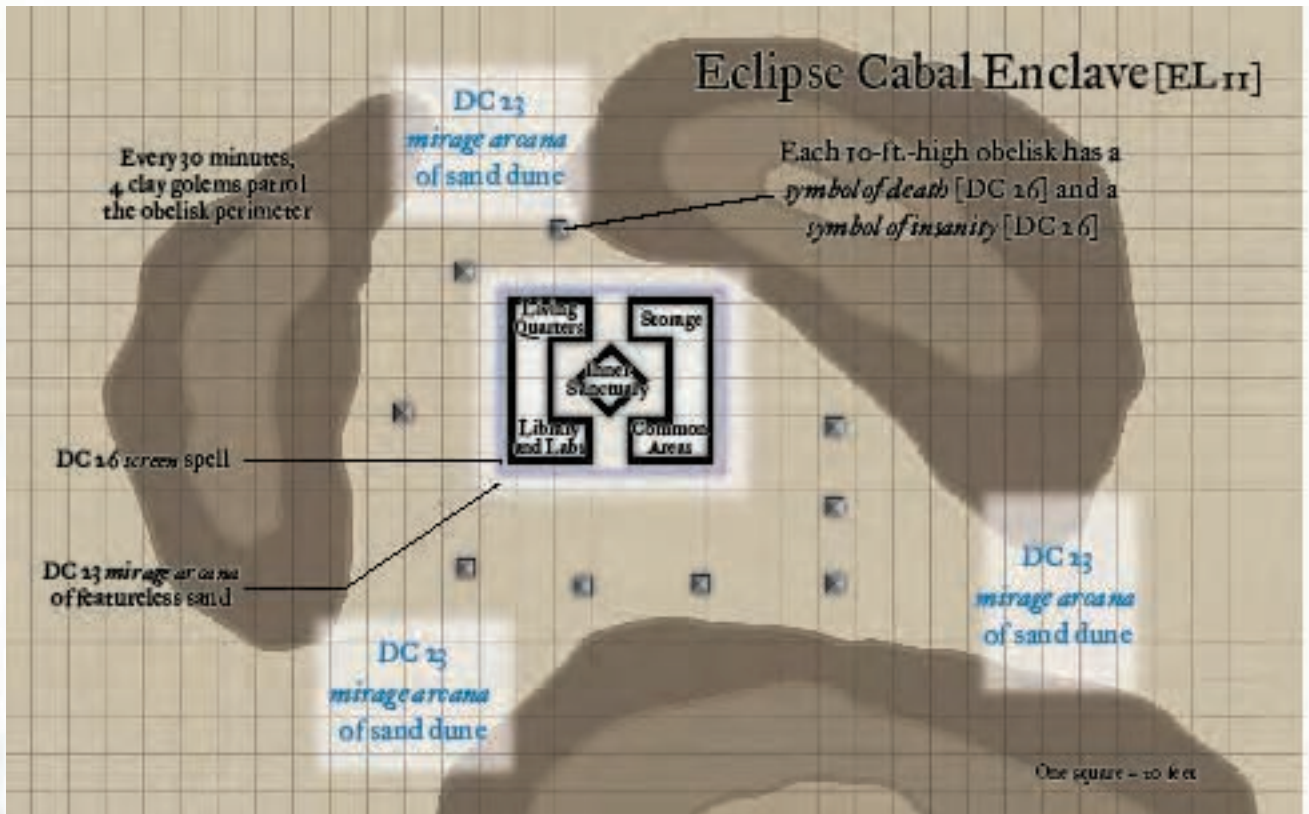 Eclipse Cabal Enclave [EL 11]
DC 23
mirage arcana
of sand dune
Every 30 minutes,
4 clay golems patrol
the obelisk perimeter
Each 10-ft.-high obelisk has a
symbol of death [DC 26] and a
symbol of insanity [DC 26]
Living
Quarters
Storage
Inner
Sanctuary
Library
and Labs
Common
Areas
DC 26 screen spell
DC 23 mirage arcana
of featureless sand
DC 23
mirage arcana
of sand dune
DC 23
mirage arcana
of sand dune
One square = feet